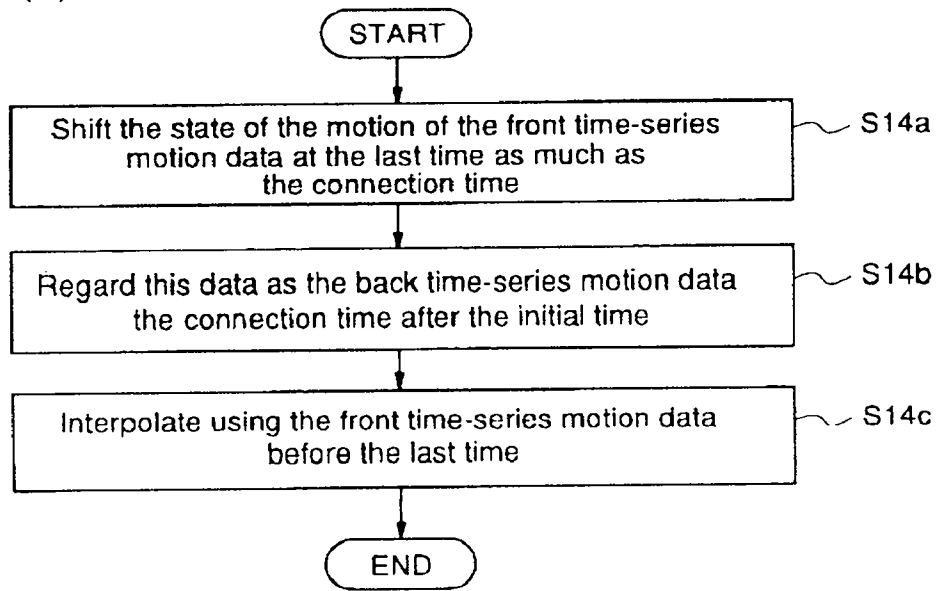 START
Shift the state of the motion of the front time-series
motion data at the last time as much as
the connection time
S14a
Regard this data as the back time-series motion data
the connection time after the initial time
S14b
Interpolate using the front time-series motion data
before the last time
S14c
END